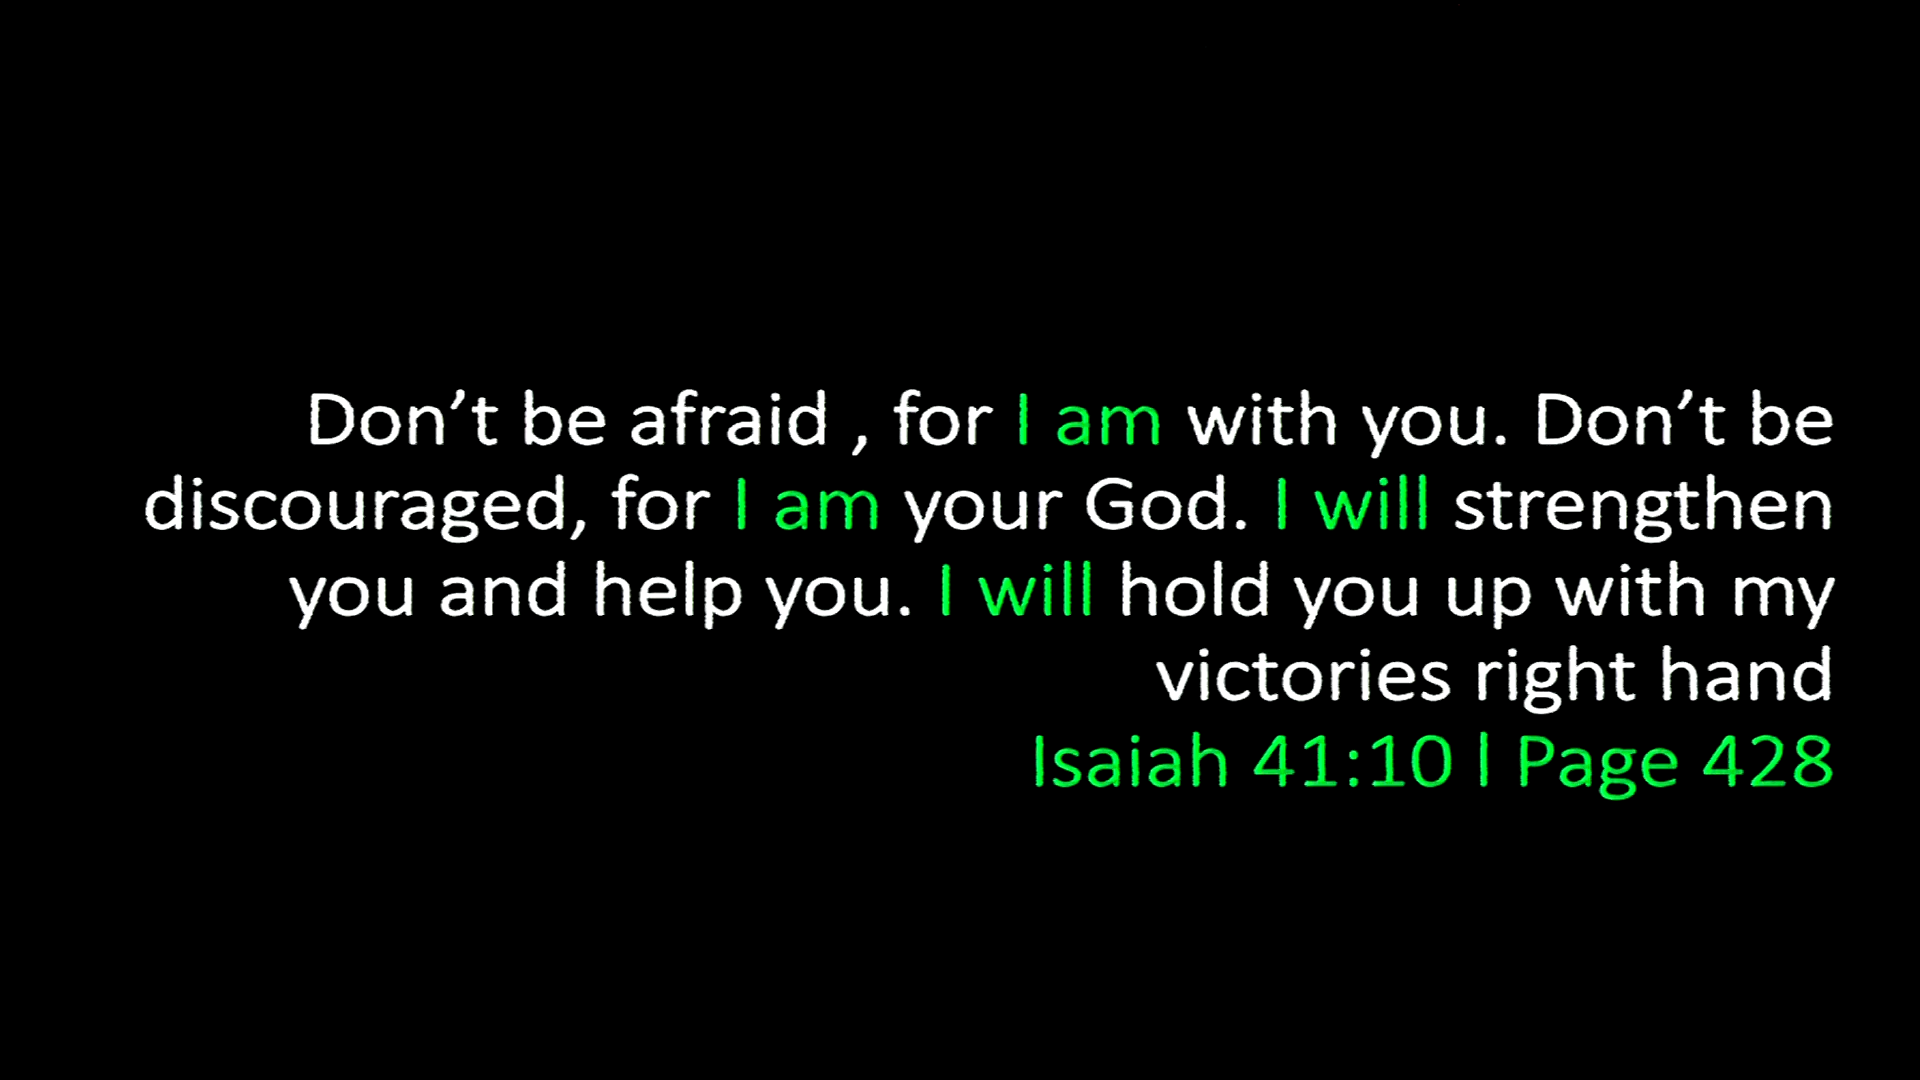 Don’t be afraid , for I am with you. Don’t be
discouraged, for I am your God. I will strengthen
you and help you. I will hold you up with my
victories right hand
Isaiah 41:10 l Page 428